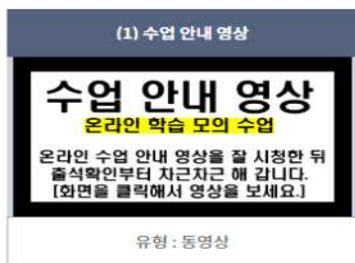 (1) 수업 안내 영상
수업 안내 영상
온라인 학습 모의 수업
온라인 수업 안내 영상을 잘 시청한 뒤
출석확인부터 차근차근 해 갑니다.
[화면을 클릭해서 영상을 보세요.]
유형 : 동영상